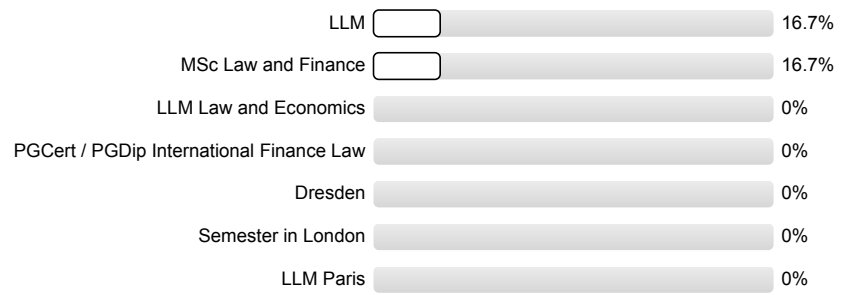 LLM 16.7%
MSc Law and Finance 16.7%
LLM Law and Economics 0%
PGCert / PGDip International Finance Law 0%
Dresden 0%
Semester in London 0%
LLM Paris 0%